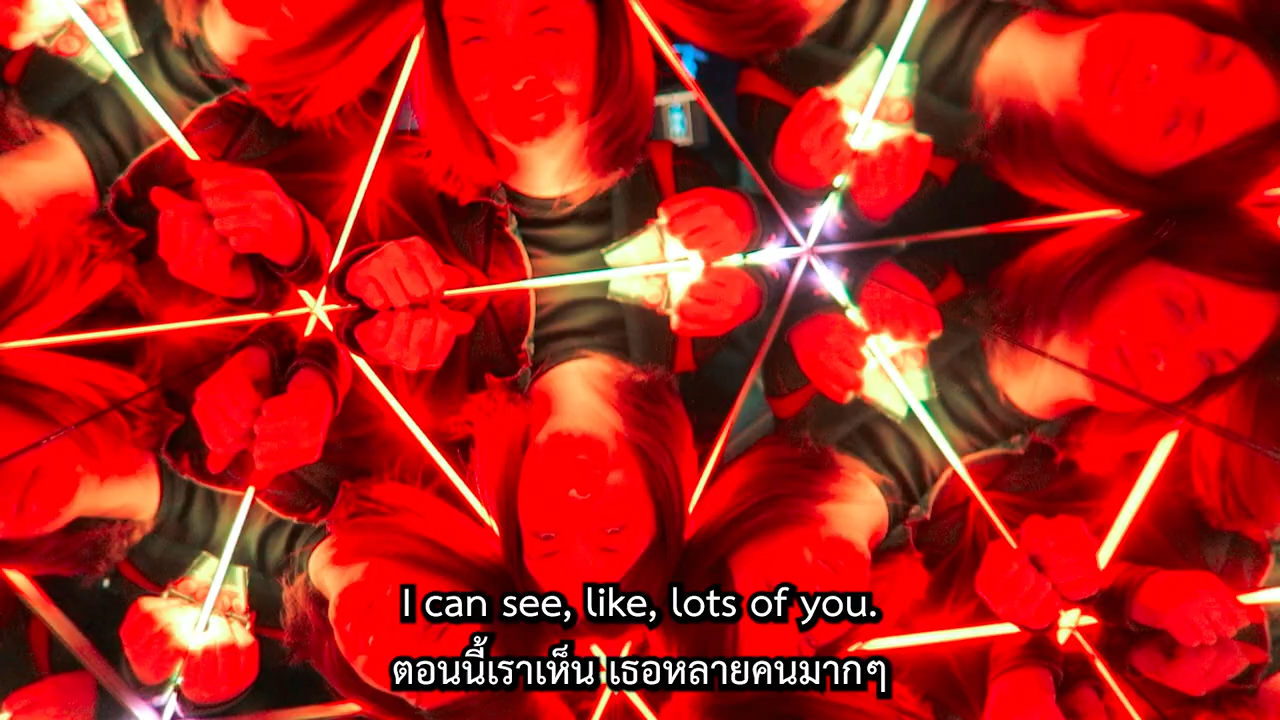 I can see, like, lots of you.
ตอนนี้เราเห็น เธอหลายคนมากๆ